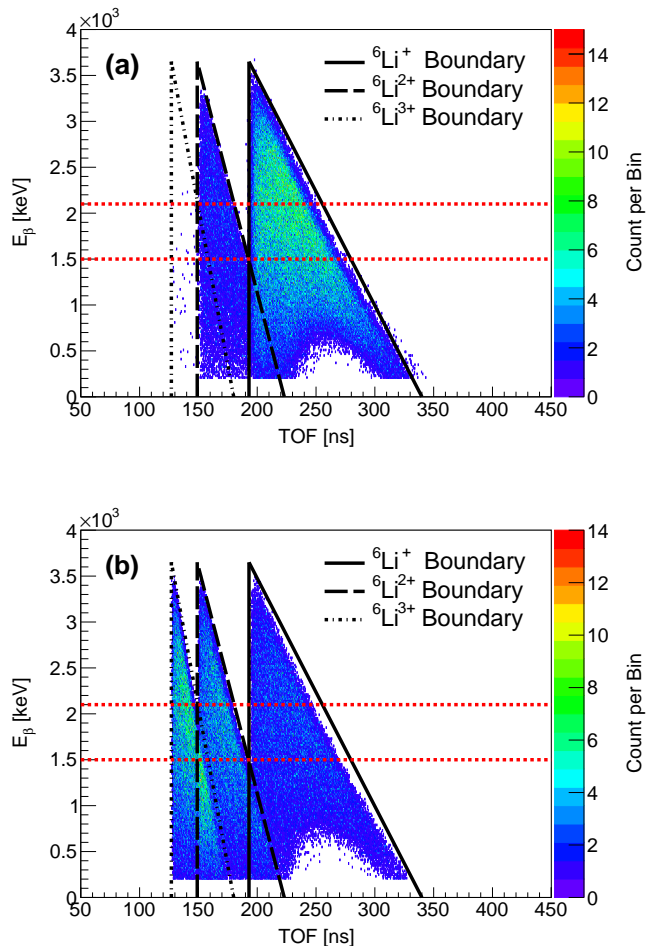 ×10³
4
3.5
3
2.5
2
1.5
1
0.5
0
E_β [keV]
(a)
⁶Li⁺ Boundary
⁶Li²⁺ Boundary
⁶Li³⁺ Boundary
50 100 150 200 250 300 350 400 450
TOF [ns]
14
12
10
8
6
4
2
0
Count per Bin
×10³
4
3.5
3
2.5
2
1.5
1
0.5
0
E_β [keV]
(b)
⁶Li⁺ Boundary
⁶Li²⁺ Boundary
⁶Li³⁺ Boundary
50 100 150 200 250 300 350 400 450
TOF [ns]
14
12
10
8
6
4
2
0
Count per Bin